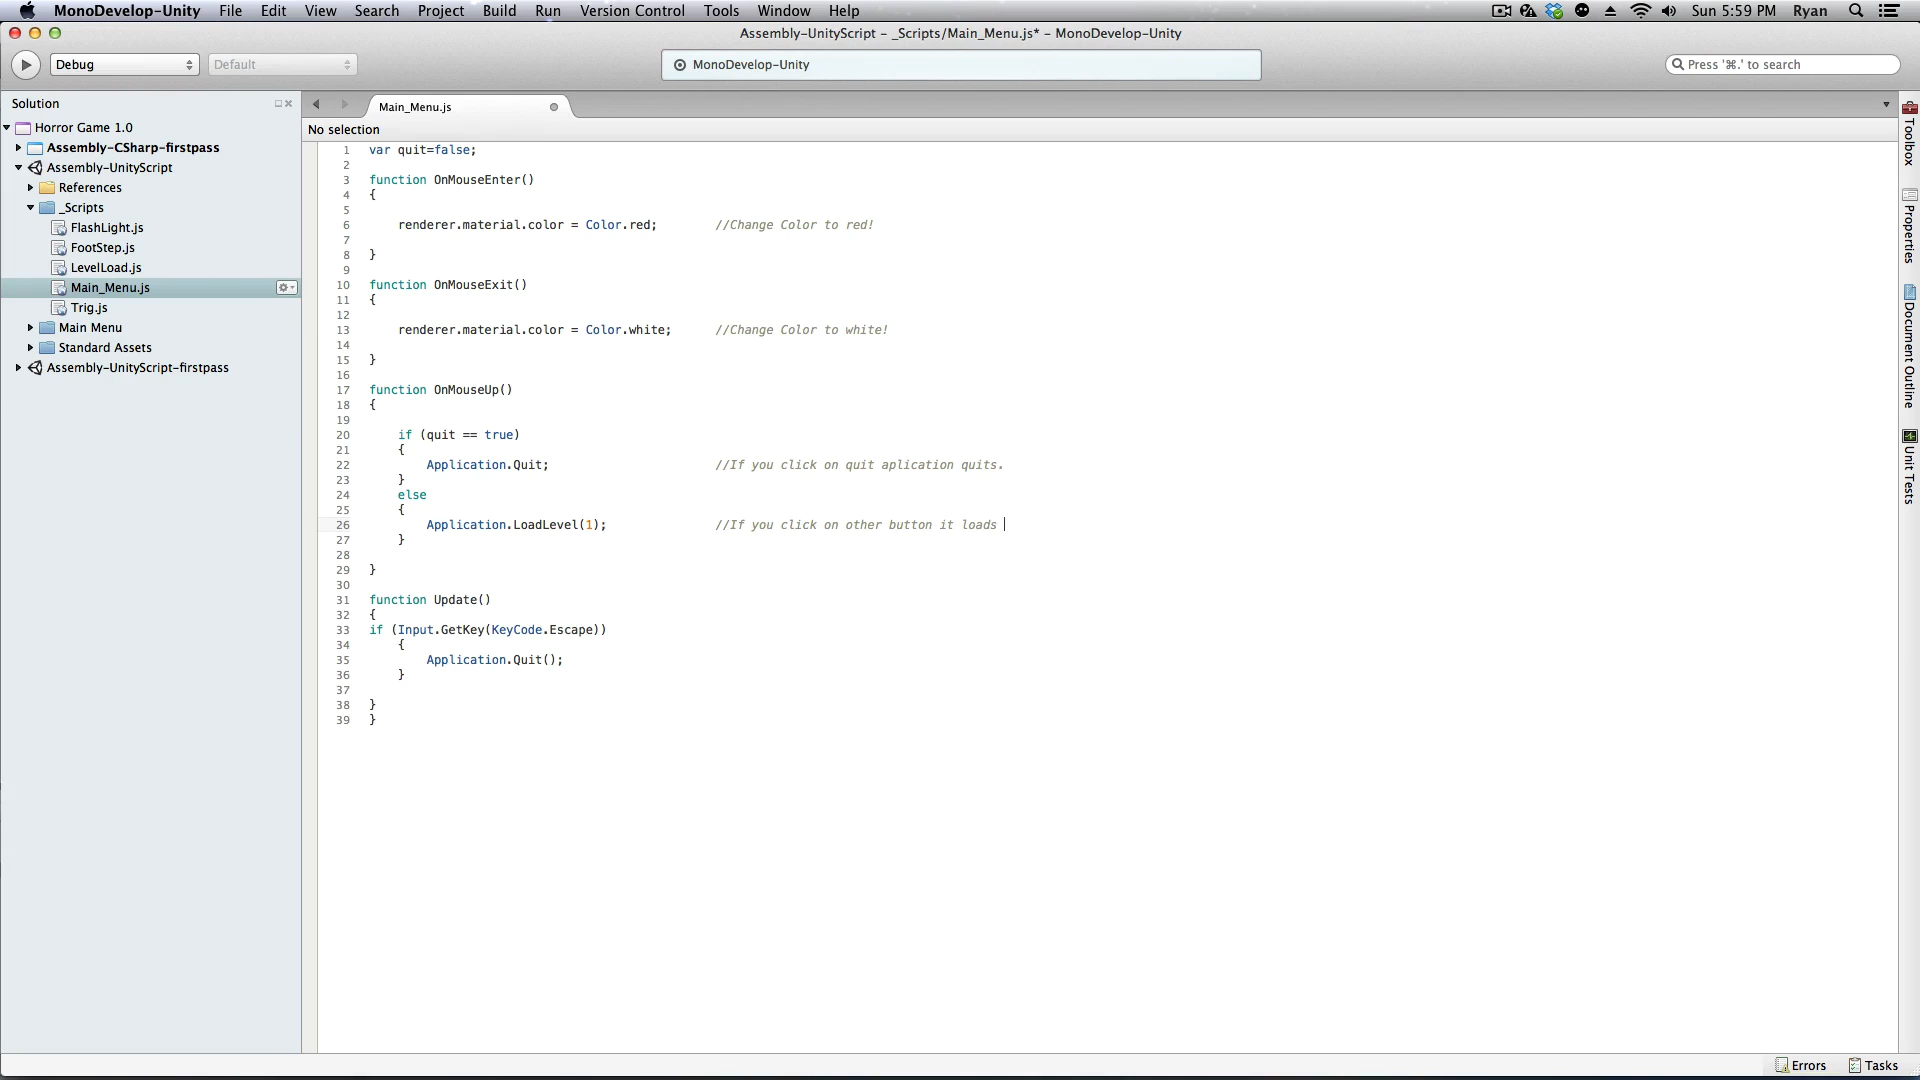 MonoDevelop-Unity File Edit View Search Project Build Run Version Control Tools Window Help Sun 5:59 PM Ryan
Assembly-UnityScript – _Scripts/Main_Menu.js* – MonoDevelop-Unity
Debug Default MonoDevelop-Unity Press '⌘.' to search
Solution
Main_Menu.js
No selection
Horror Game 1.0
Assembly-CSharp-firstpass
Assembly-UnityScript
References
_Scripts
FlashLight.js
FootStep.js
LevelLoad.js
Main_Menu.js
Trig.js
Main Menu
Standard Assets
Assembly-UnityScript-firstpass
1 var quit=false;
2
3 function OnMouseEnter()
4 {
5
6 renderer.material.color = Color.red; //Change Color to red!
7
8 }
9
10 function OnMouseExit()
11 {
12
13 renderer.material.color = Color.white; //Change Color to white!
14
15 }
16
17 function OnMouseUp()
18 {
19
20 if (quit == true)
21 {
22 Application.Quit; //If you click on quit aplication quits.
23 }
24 else
25 {
26 Application.LoadLevel(1); //If you click on other button it loads
27 }
28
29 }
30
31 function Update()
32 {
33 if (Input.GetKey(KeyCode.Escape))
34 {
35 Application.Quit();
36 }
37
38 }
39 }
Toolbox
Properties
Document Outline
Unit Tests
Errors Tasks